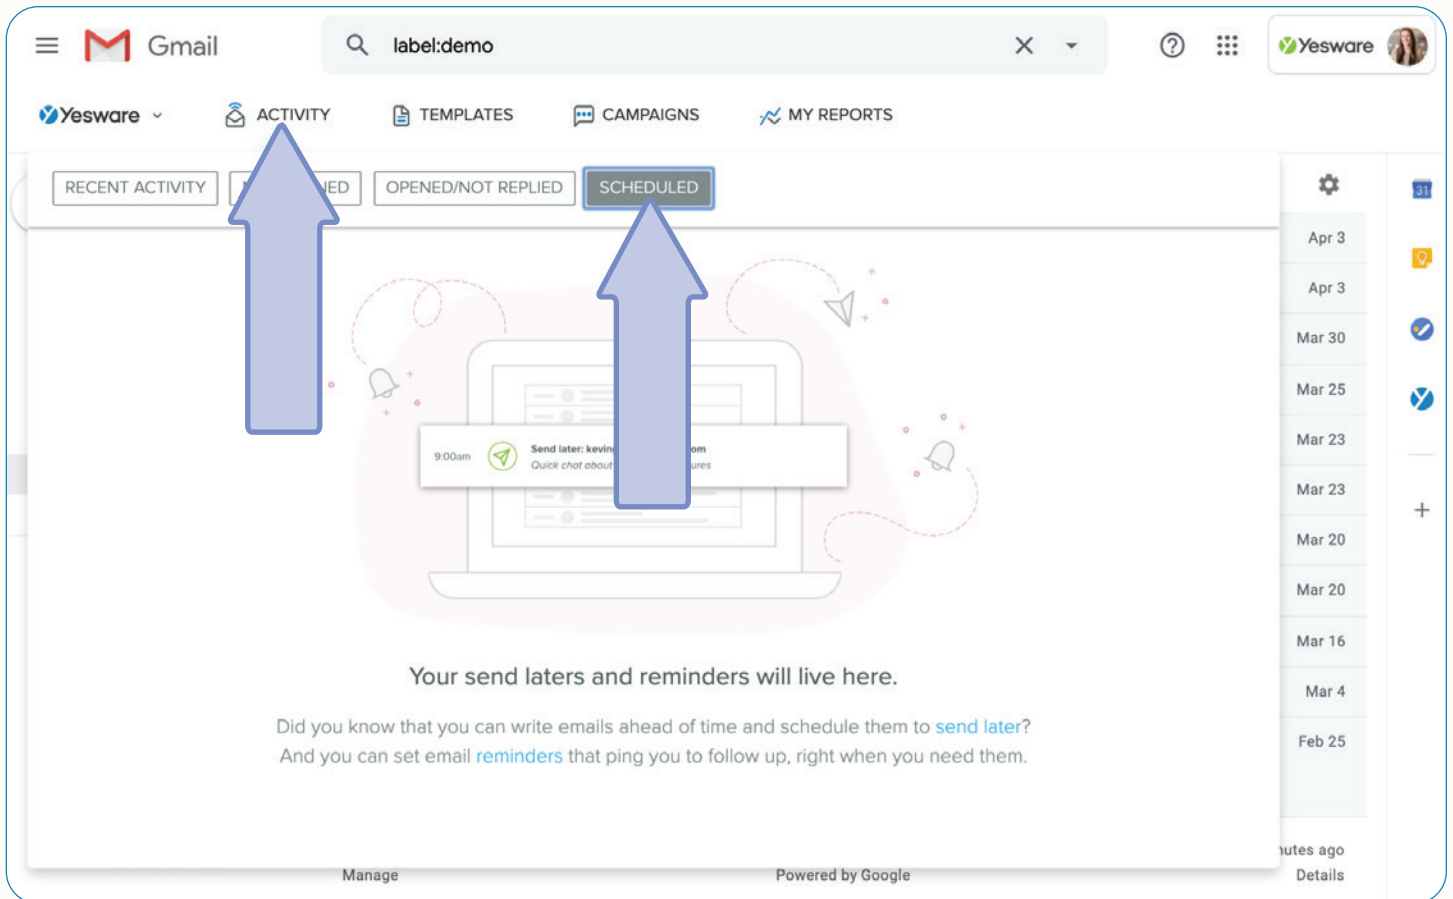 Gmail
label:demo
Yesware
Yesware
ACTIVITY
TEMPLATES
CAMPAIGNS
MY REPORTS
RECENT ACTIVITY
OPENED/NOT REPLIED
SCHEDULED
31
Apr 3
Apr 3
Mar 30
Mar 25
Mar 23
Mar 23
Mar 20
Mar 20
Mar 16
Mar 4
Feb 25
9:00am
Send later:
Quick chat about
Your send laters and reminders will live here.
Did you know that you can write emails ahead of time and schedule them to send later?
And you can set email reminders that ping you to follow up, right when you need them.
ago
Manage
Powered by Google
Details